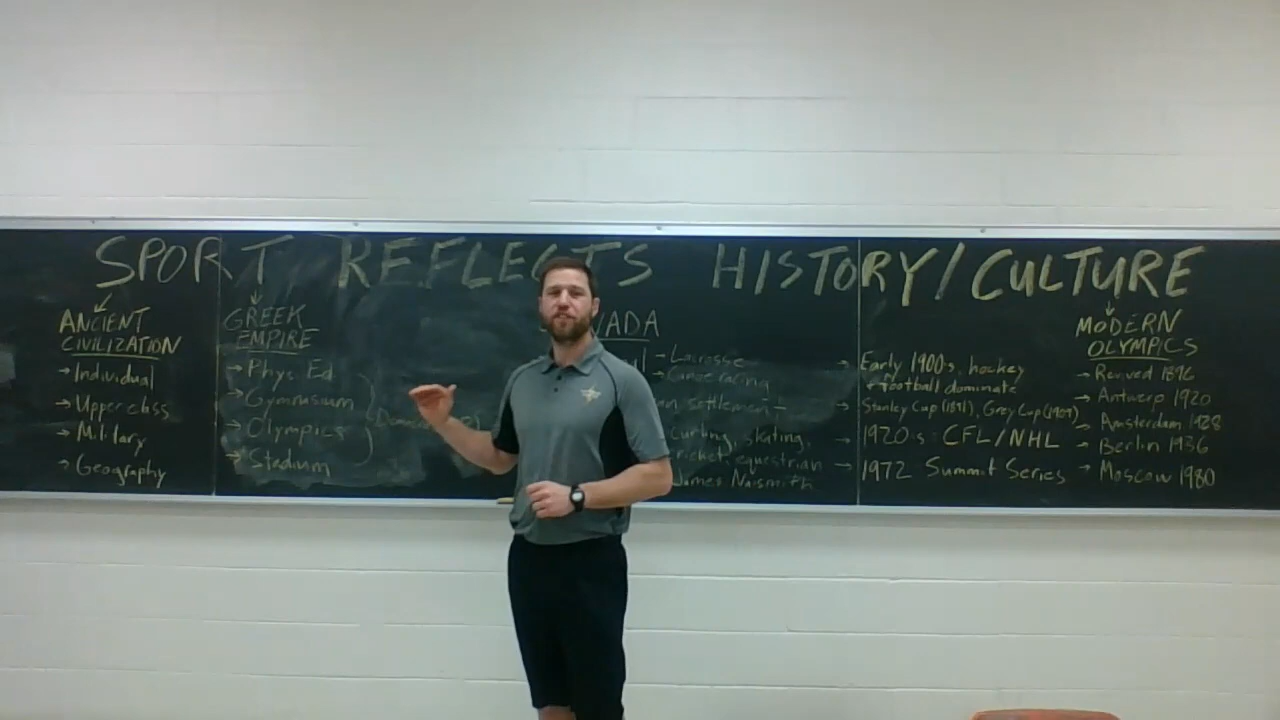 SPORT REFLECTS HISTORY/CULTURE
ANCIENT
CIVILIZATION
→ Individual
→ Upper class
→ Military
→ Geography
GREEK
EMPIRE
→ Phys. Ed
→ Gymnasium
→ Olympics
→ Stadium
ADA
→ Lacrosse
→ Canoe racing
settlement
Curling, skating,
cricket, equestrian
James Naismith
→ Early 1900s, hockey
+ football dominate
→ Stanley Cup (1891), Grey Cup (1909)
→ 1920's: CFL/NHL
→ 1972 Summit Series
MODERN
OLYMPICS
→ Revived 1896
→ Antwerp 1920
→ Amsterdam 1928
→ Berlin 1936
→ Moscow 1980